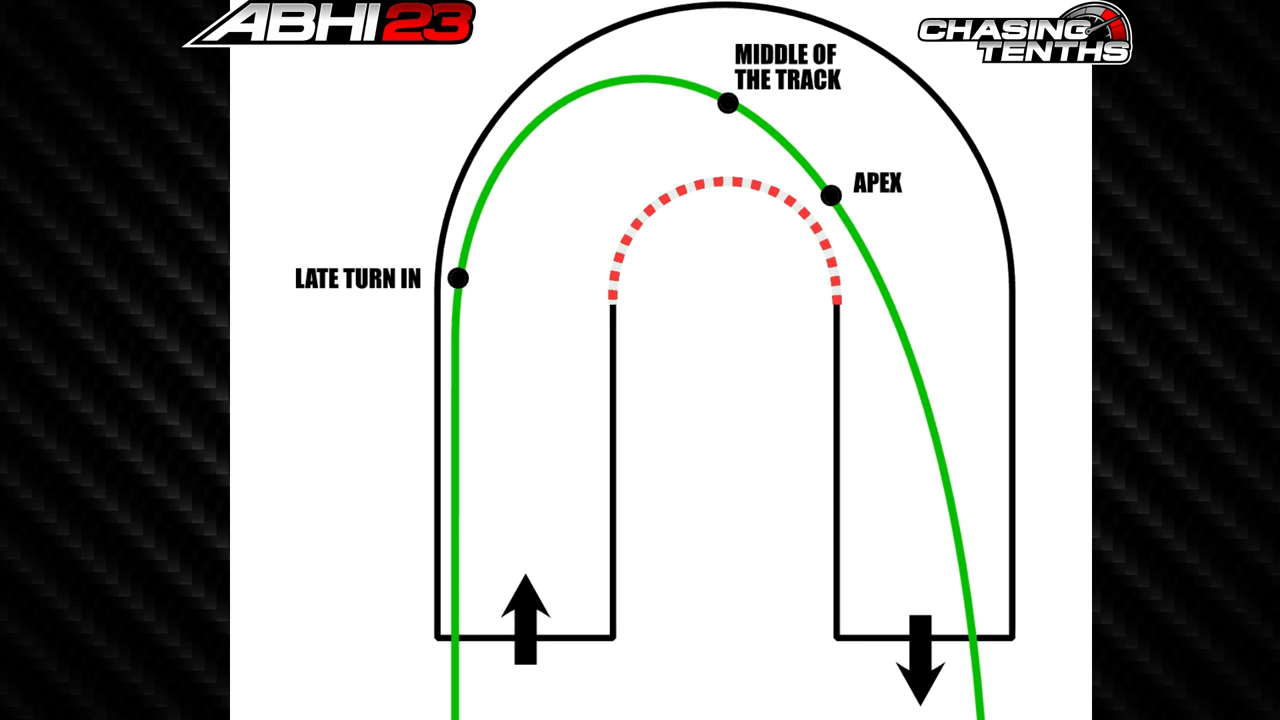 ABHI23
CHASING
TENTHS
MIDDLE OF
THE TRACK
APEX
LATE TURN IN